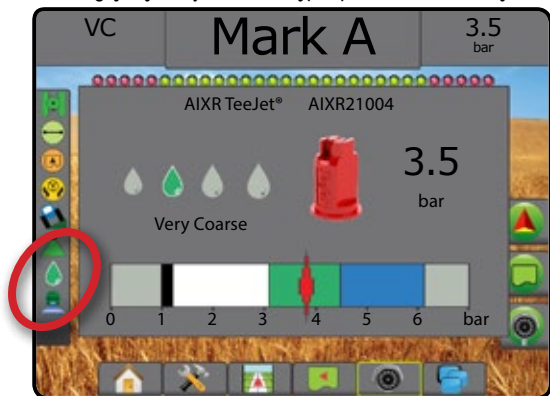 VC
Mark A
3.5
bar
AIXR TeeJet® AIXR21004
3.5
bar
Very Coarse
0 1 2 3 4 5 6 bar